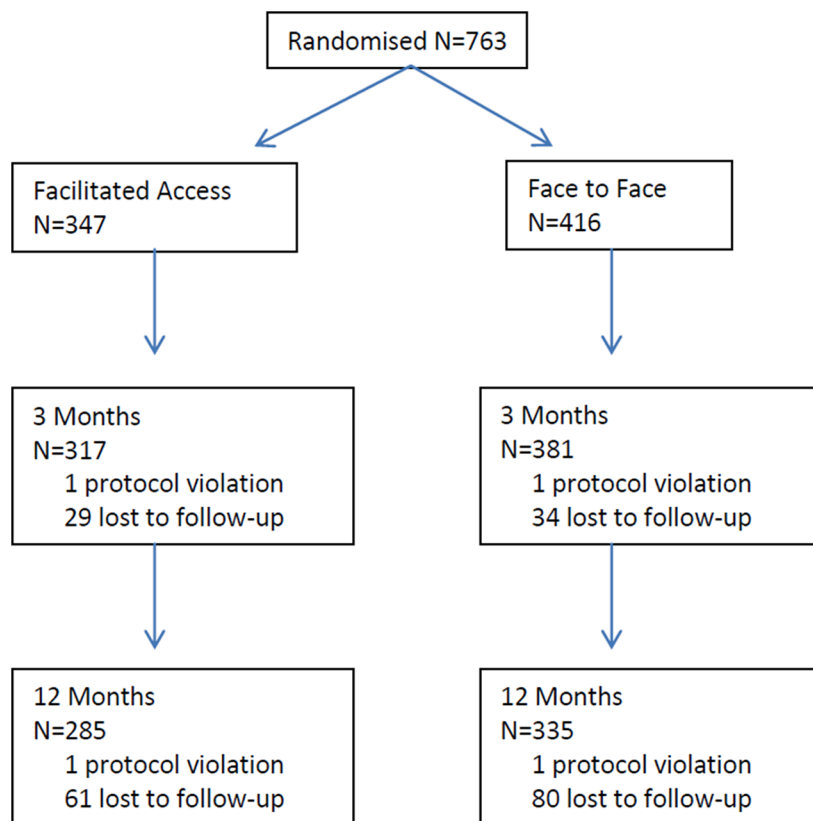 Randomised N=763
Facilitated Access
N=347
Face to Face
N=416
3 Months
N=317
1 protocol violation
29 lost to follow-up
3 Months
N=381
1 protocol violation
34 lost to follow-up
12 Months
N=285
1 protocol violation
61 lost to follow-up
12 Months
N=335
1 protocol violation
80 lost to follow-up